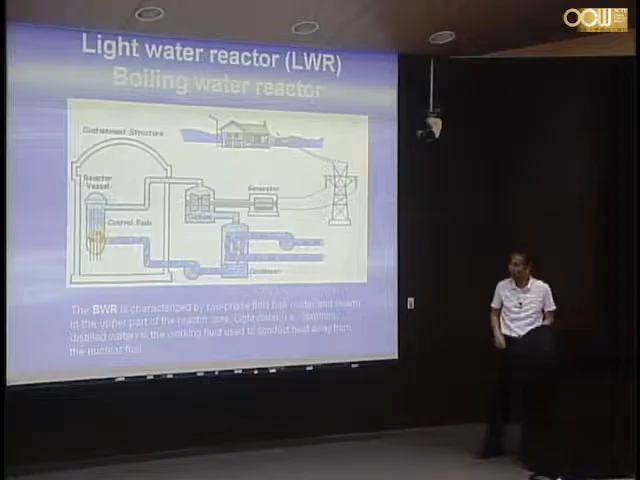 OCW
Light water reactor (LWR)
Boiling water reactor
Containment Structure
Reactor
Vessel
Control Rods
Turbine
Generator
Condenser
The BWR is characterized by two-phase fluid flow (water and steam)
in the upper part of the reactor core. Light water (i.e., common
distilled water) is the working fluid used to conduct heat away from
the nuclear fuel.